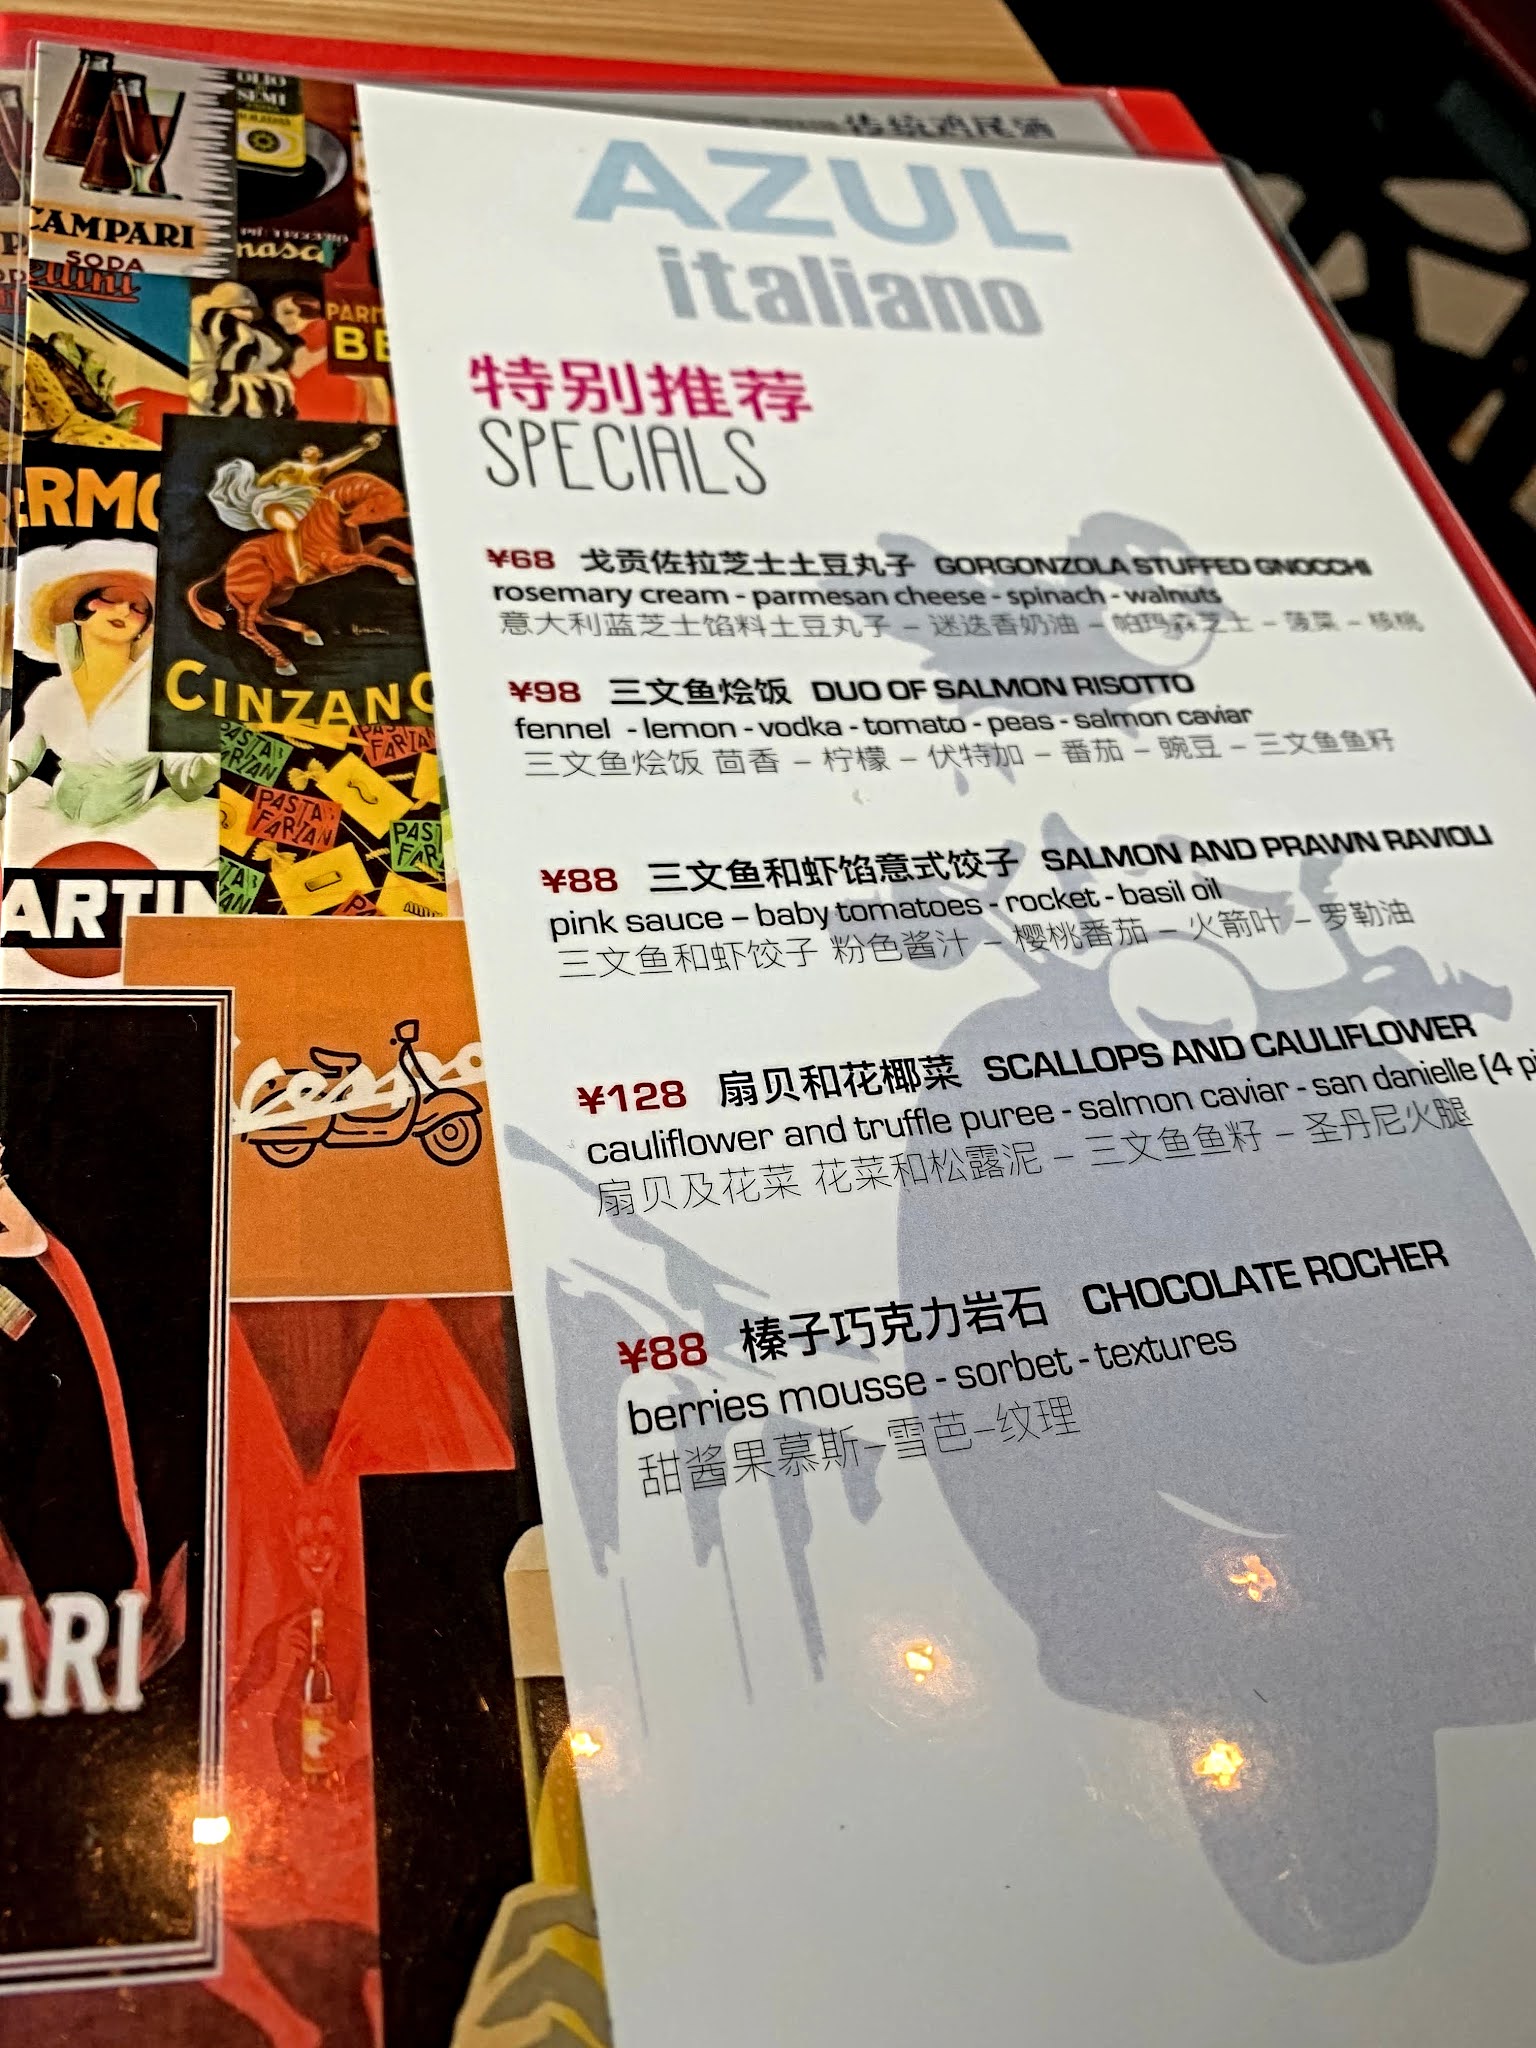 CAMPARI
SODA
OLIO
SEMI
CINZANO
PASTA
FARIAN
传统鸡尾酒
AZUL
italiano
特别推荐
SPECIALS
¥68 戈贡佐拉芝士土豆丸子 GORGONZOLA STUFFED GNOCCHI
rosemary cream - parmesan cheese - spinach - walnuts
意大利蓝芝士馅料土豆丸子 – 迷迭香奶油 – 帕玛森芝士 – 菠菜 – 核桃
¥98 三文鱼烩饭 DUO OF SALMON RISOTTO
fennel - lemon - vodka - tomato - peas - salmon caviar
三文鱼烩饭 茴香 – 柠檬 – 伏特加 – 番茄 – 豌豆 – 三文鱼鱼籽
¥88 三文鱼和虾馅意式饺子 SALMON AND PRAWN RAVIOLI
pink sauce – baby tomatoes - rocket - basil oil
三文鱼和虾饺子 粉色酱汁 – 樱桃番茄 – 火箭叶 – 罗勒油
¥128 扇贝和花椰菜 SCALLOPS AND CAULIFLOWER
cauliflower and truffle puree - salmon caviar - san danielle (4 pi
扇贝及花菜 花菜和松露泥 – 三文鱼鱼籽 – 圣丹尼火腿
¥88 榛子巧克力岩石 CHOCOLATE ROCHER
berries mousse - sorbet - textures
甜酱果慕斯–雪芭–纹理